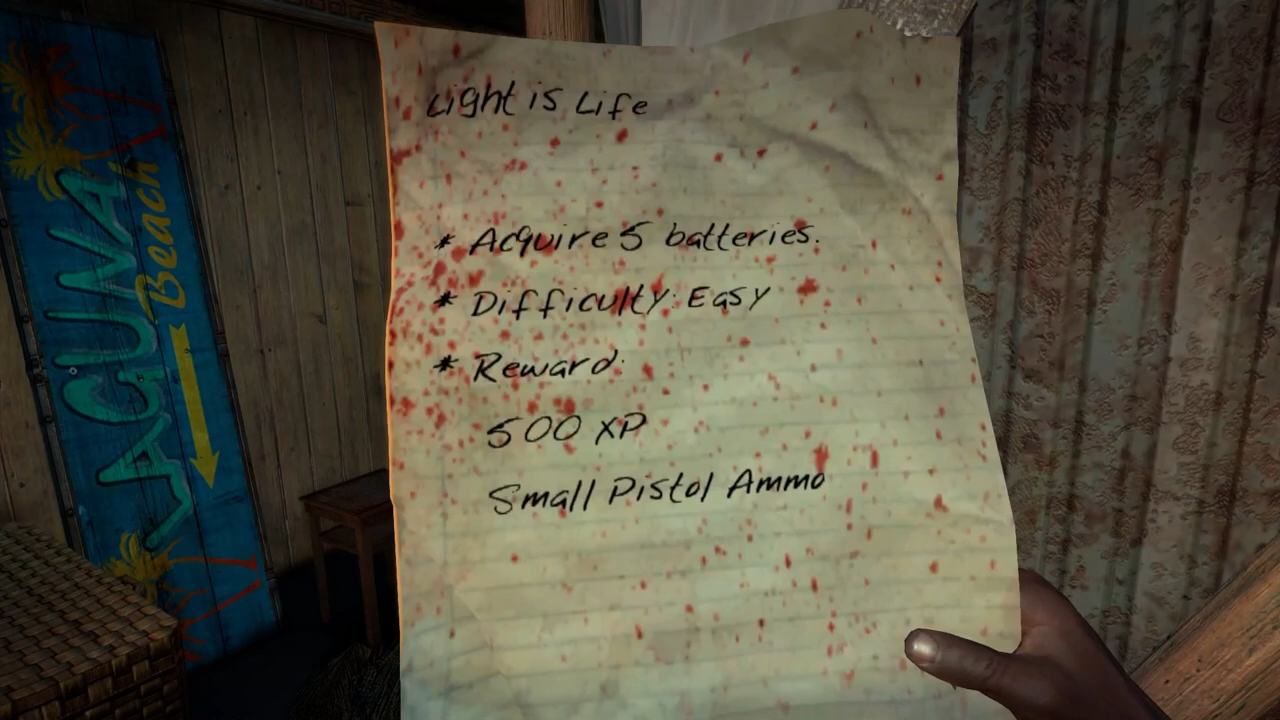 LAGUNA
Beach
Light is Life
* Acquire 5 batteries.
* Difficulty: Easy
* Reward:
500 XP
Small Pistol Ammo